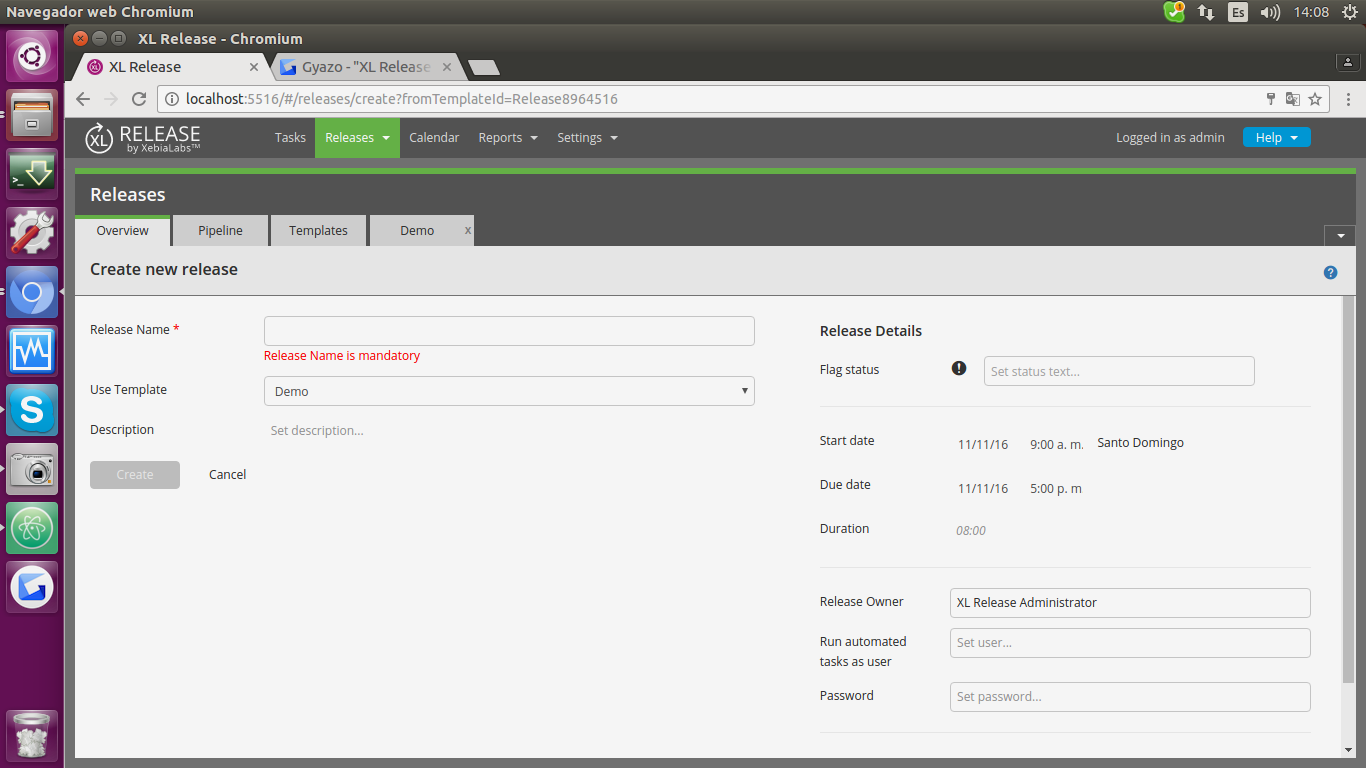 Navegador web Chromium
Es
14:08
XL Release - Chromium
XL Release
Gyazo - "XL Release
localhost:5516/#/releases/create?fromTemplateId=Release8964516
XL RELEASE
by XebiaLabs™
Tasks
Releases
Calendar
Reports
Settings
Logged in as admin
Help
Releases
Overview
Pipeline
Templates
Demo
x
Create new release
?
Release Name *
Release Name is mandatory
Use Template
Demo
Description
Set description...
Create
Cancel
Release Details
Flag status
Set status text...
Start date
11/11/16
9:00 a. m.
Santo Domingo
Due date
11/11/16
5:00 p. m
Duration
08:00
Release Owner
XL Release Administrator
Run automated
tasks as user
Set user...
Password
Set password...